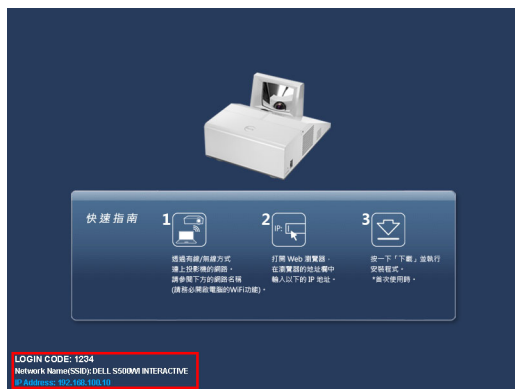 快速指南
1
透過有線/無線方式
連上投影機的網路。
請參閱下方的網路名稱
(請務必開啟電腦的WiFi功能)。
2
IP:
打開 Web 瀏覽器,
在瀏覽器的地址欄中
輸入以下的 IP 地址。
3
按一下「下載」並執行
安裝程式。
*首次使用時。
LOGIN CODE: 1234
Network Name(SSID): DELL S500WI INTERACTIVE
IP Address: 192.168.100.10